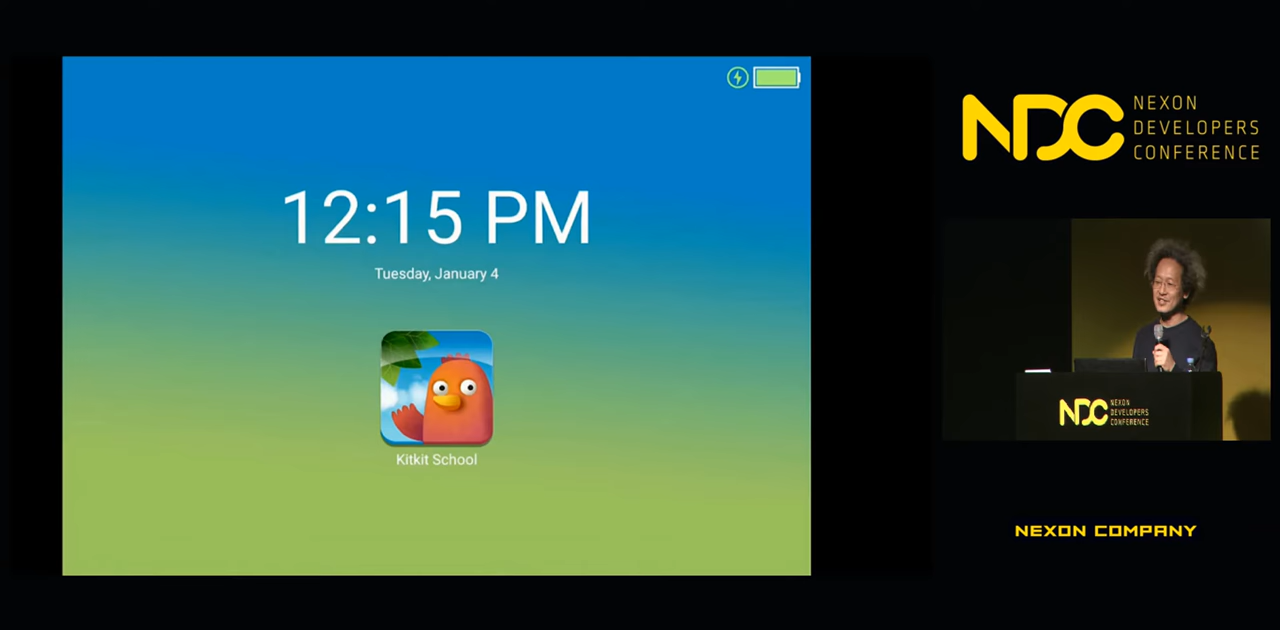 12:15 PM
Tuesday, January 4
Kitkit School
NDC
NEXON
DEVELOPERS
CONFERENCE
NDC
NEXON
DEVELOPERS
CONFERENCE
NEXON COMPANY